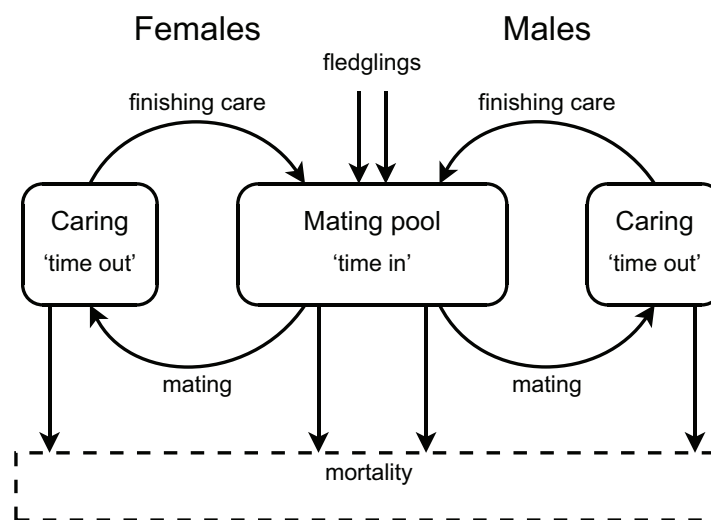 Females
Males
fledglings
finishing care
finishing care
Caring
‘time out’
Mating pool
‘time in’
Caring
‘time out’
mating
mating
mortality